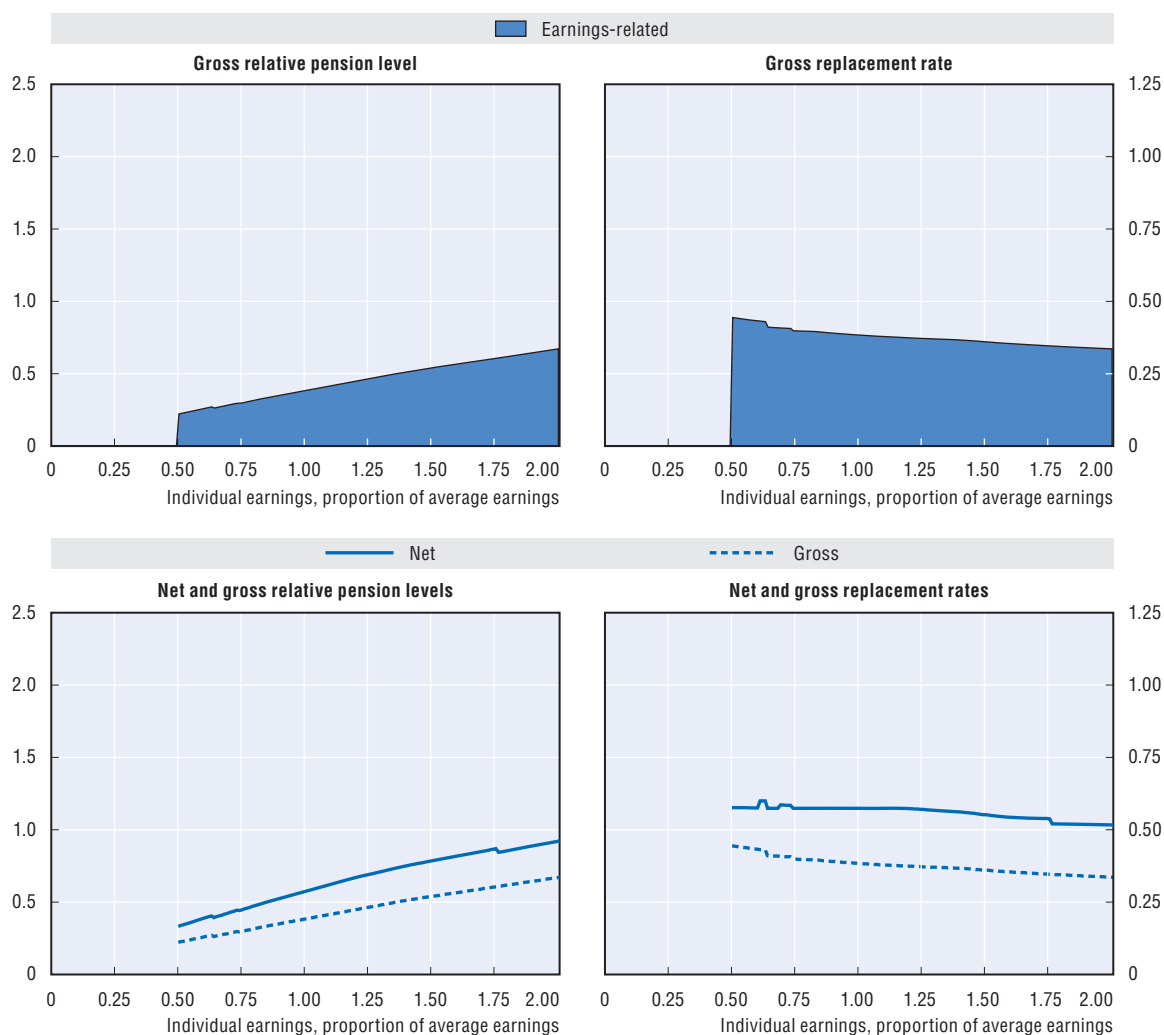 Earnings-related
Gross relative pension level
Gross replacement rate
2.5
2.0
1.5
1.0
0.5
0
1.25
1.00
0.75
0.50
0.25
0
0 0.25 0.50 0.75 1.00 1.25 1.50 1.75 2.00
Individual earnings, proportion of average earnings
0 0.25 0.50 0.75 1.00 1.25 1.50 1.75 2.00
Individual earnings, proportion of average earnings
Net Gross
Net and gross relative pension levels
Net and gross replacement rates
2.5
2.0
1.5
1.0
0.5
0
1.25
1.00
0.75
0.50
0.25
0
0 0.25 0.50 0.75 1.00 1.25 1.50 1.75 2.00
Individual earnings, proportion of average earnings
0 0.25 0.50 0.75 1.00 1.25 1.50 1.75 2.00
Individual earnings, proportion of average earnings